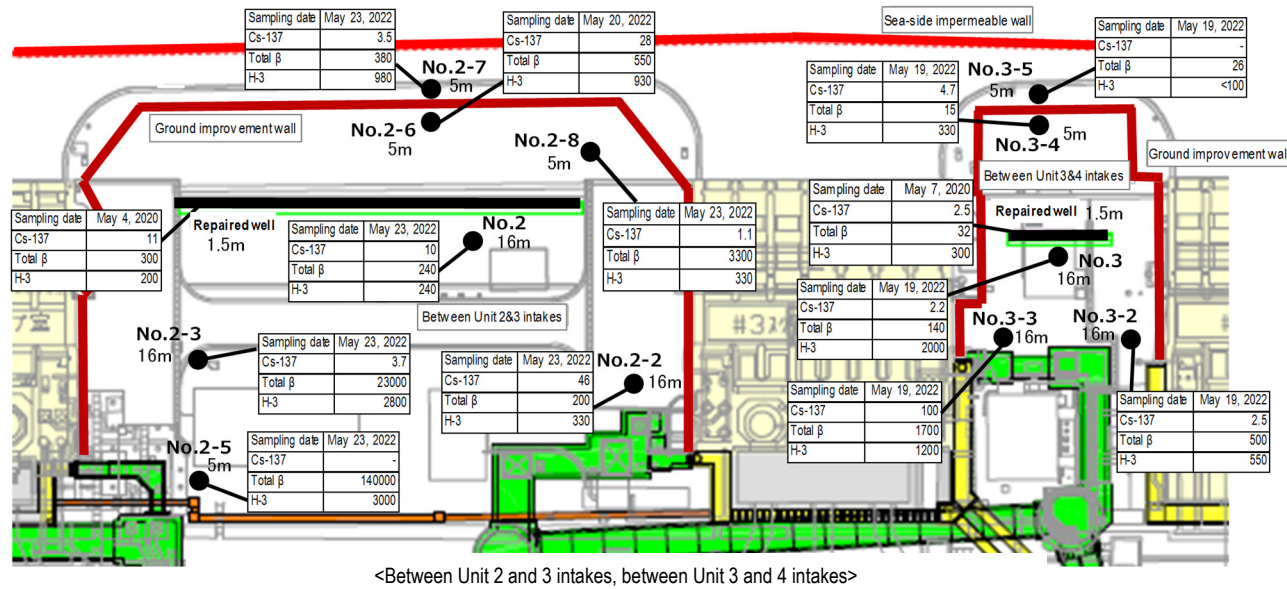 Sampling date May 23, 2022
Cs-137 3.5
Total β 380
H-3 980
Sampling date May 20, 2022
Cs-137 28
Total β 550
H-3 930
Sea-side impermeable wall
Sampling date May 19, 2022
Cs-137 -
Total β 26
H-3 <100
No.2-7
5m
No.2-6
5m
Ground improvement wall
No.2-8
5m
Sampling date May 19, 2022
Cs-137 4.7
Total β 15
H-3 330
No.3-5
5m
5m
No.3-4
Ground improvement wall
Between Unit 3&4 intakes
Sampling date May 4, 2020
Cs-137 11
Total β 300
H-3 200
Repaired well
1.5m
Sampling date May 23, 2022
Cs-137 10
Total β 240
H-3 240
No.2
16m
Sampling date May 23, 2022
Cs-137 1.1
Total β 3300
H-3 330
Sampling date May 7, 2020
Cs-137 2.5
Total β 32
H-3 300
Repaired well 1.5m
No.3
16m
Between Unit 2&3 intakes
Sampling date May 19, 2022
Cs-137 2.2
Total β 140
H-3 2000
No.2-3
16m
Sampling date May 23, 2022
Cs-137 3.7
Total β 23000
H-3 2800
Sampling date May 23, 2022
Cs-137 46
Total β 200
H-3 330
No.2-2
16m
No.3-3
16m
No.3-2
16m
Sampling date May 19, 2022
Cs-137 100
Total β 1700
H-3 1200
Sampling date May 19, 2022
Cs-137 2.5
Total β 500
H-3 550
No.2-5
5m
Sampling date May 23, 2022
Cs-137 -
Total β 140000
H-3 3000
<Between Unit 2 and 3 intakes, between Unit 3 and 4 intakes>